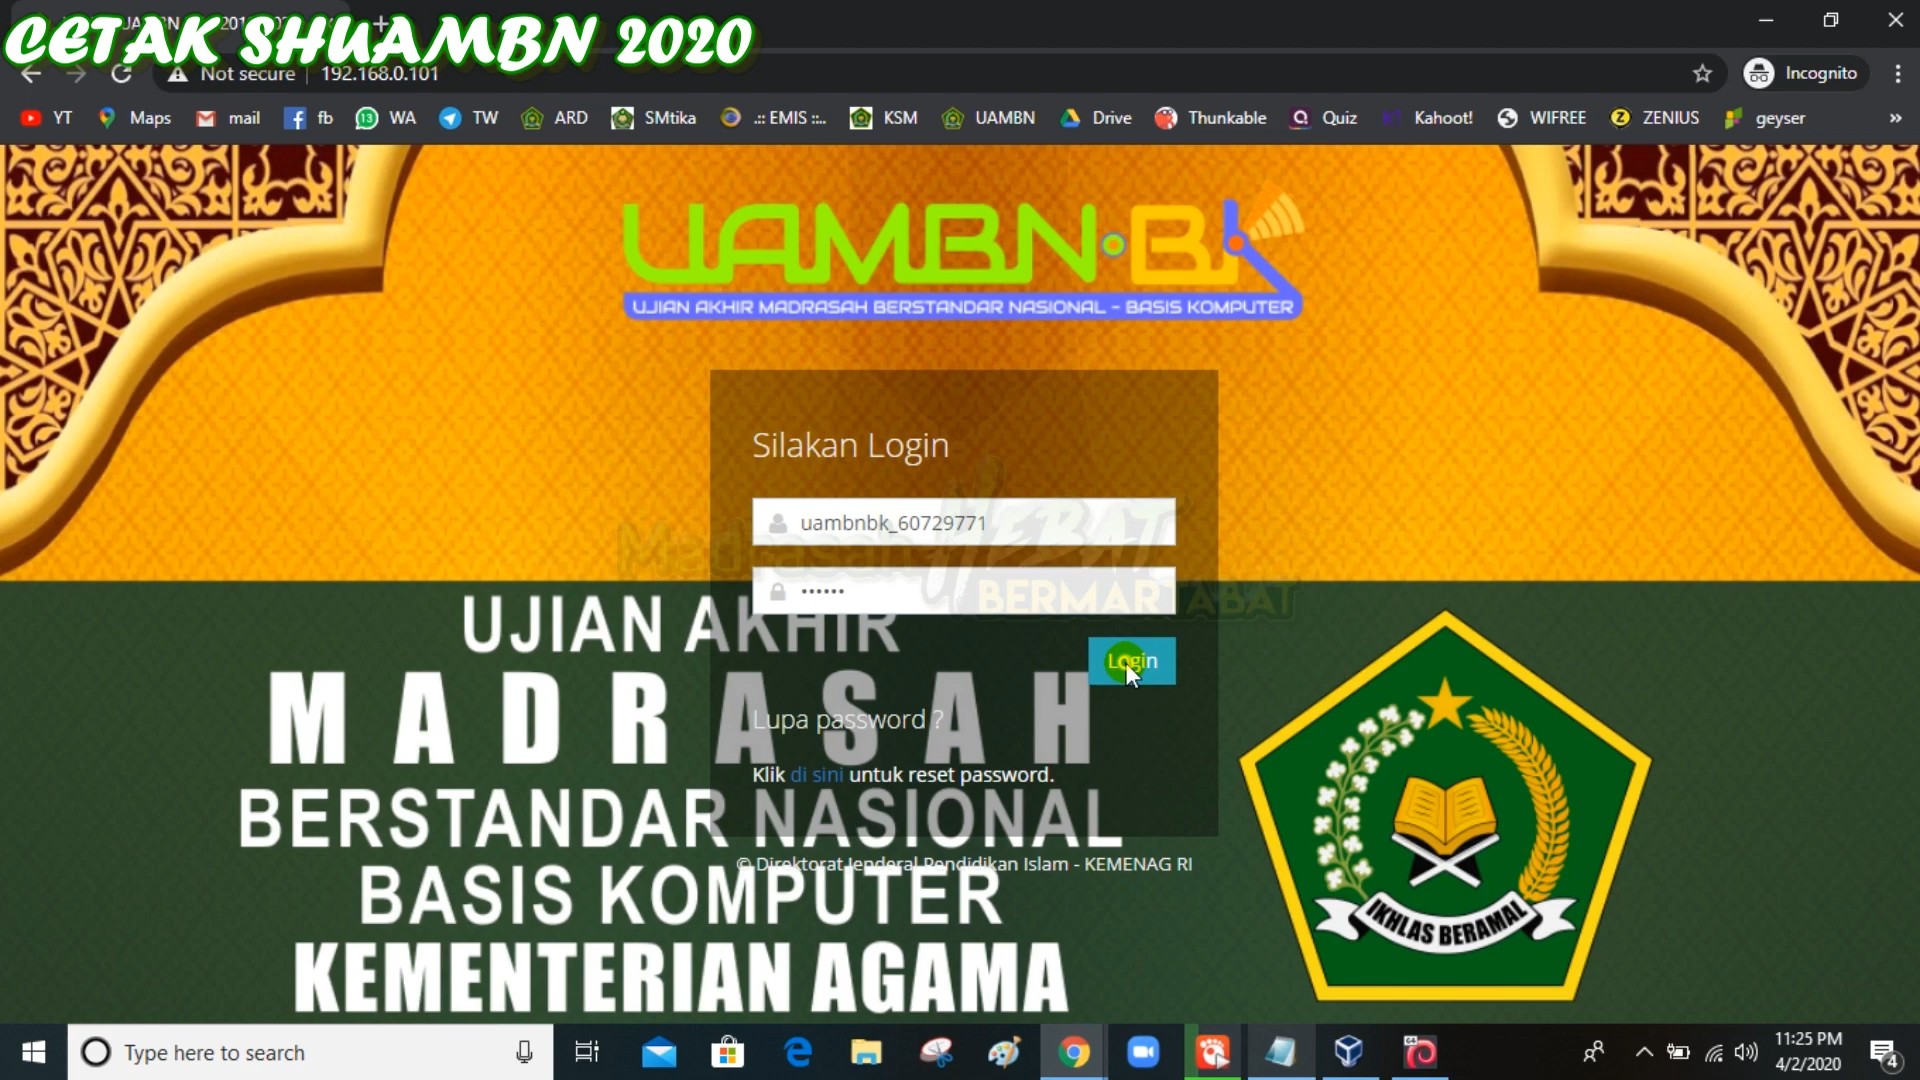 CETAK SHUAMBN 2020
Not secure | 192.168.0.101
Incognito
YT Maps mail fb WA TW ARD SMtika .:: EMIS ::... KSM UAMBN Drive Thunkable Quiz Kahoot! WIFREE ZENIUS geyser »
UAMBN·BK
UJIAN AKHIR MADRASAH BERSTANDAR NASIONAL - BASIS KOMPUTER
Silakan Login
uambnbk_60729771
Madrasah HEBAT
BERMARTABAT
••••••
Login
Lupa password ?
Klik di sini untuk reset password.
© Direktorat Jenderal Pendidikan Islam - KEMENAG RI
UJIAN AKHIR
MADRASAH
BERSTANDAR NASIONAL
BASIS KOMPUTER
KEMENTERIAN AGAMA
IKHLAS BERAMAL
Type here to search
11:25 PM
4/2/2020
4